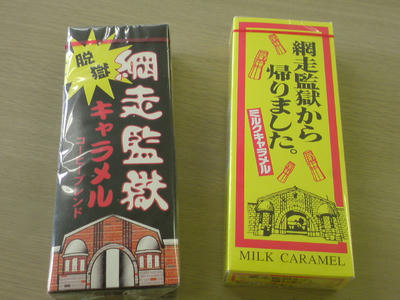 脱獄
網走監獄
キャラメル
コーヒーブレンド
網走監獄から
帰りました。
ミルクキャラメル
MILK CARAMEL